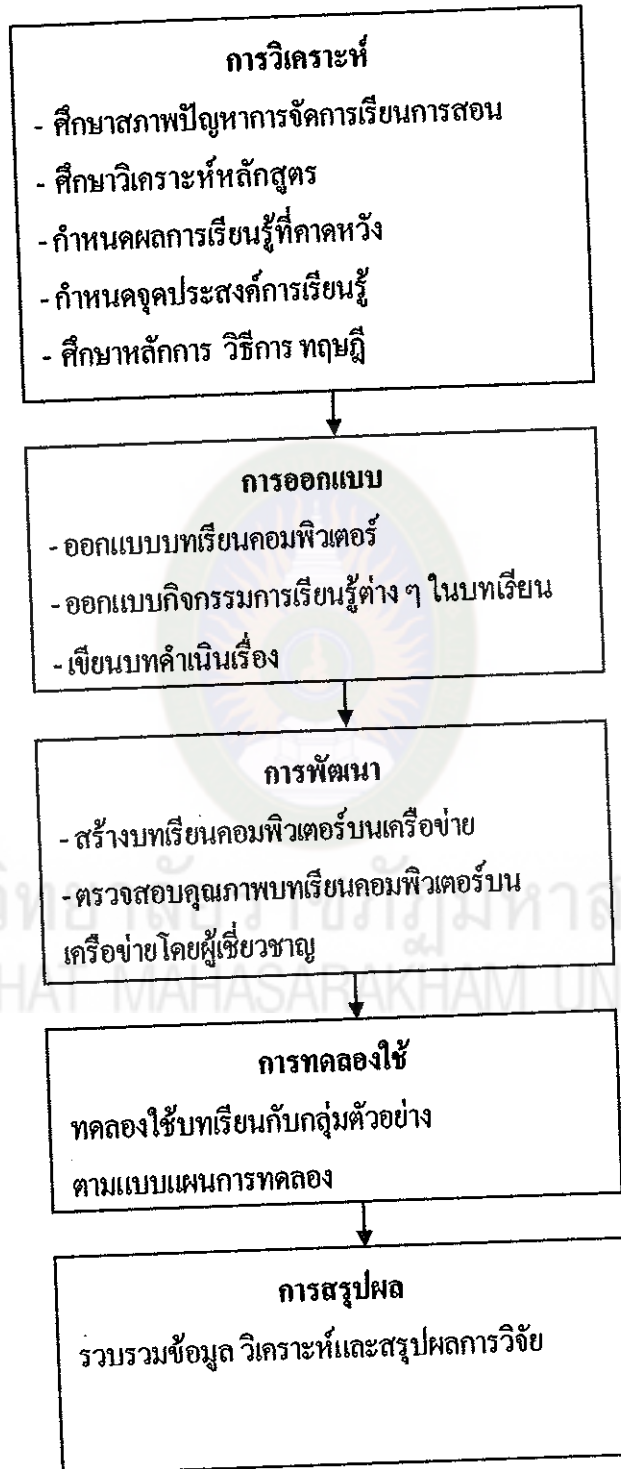 การวิเคราะห์
- ศึกษาสภาพปัญหาการจัดการเรียนการสอน
- ศึกษาวิเคราะห์หลักสูตร
- กำหนดผลการเรียนรู้ที่คาดหวัง
- กำหนดจุดประสงค์การเรียนรู้
- ศึกษาหลักการ วิธีการ ทฤษฎี
การออกแบบ
- ออกแบบบทเรียนคอมพิวเตอร์
- ออกแบบกิจกรรมการเรียนรู้ต่าง ๆ ในบทเรียน
- เขียนบทดำเนินเรื่อง
การพัฒนา
- สร้างบทเรียนคอมพิวเตอร์บนเครือข่าย
- ตรวจสอบคุณภาพบทเรียนคอมพิวเตอร์บน
เครือข่ายโดยผู้เชี่ยวชาญ
วิทยาลัยราชภัฏมหาส
HAT MAHASARAKHAM UN
การทดลองใช้
ทดลองใช้บทเรียนกับกลุ่มตัวอย่าง
ตามแบบแผนการทดลอง
การสรุปผล
รวบรวมข้อมูล วิเคราะห์และสรุปผลการวิจัย